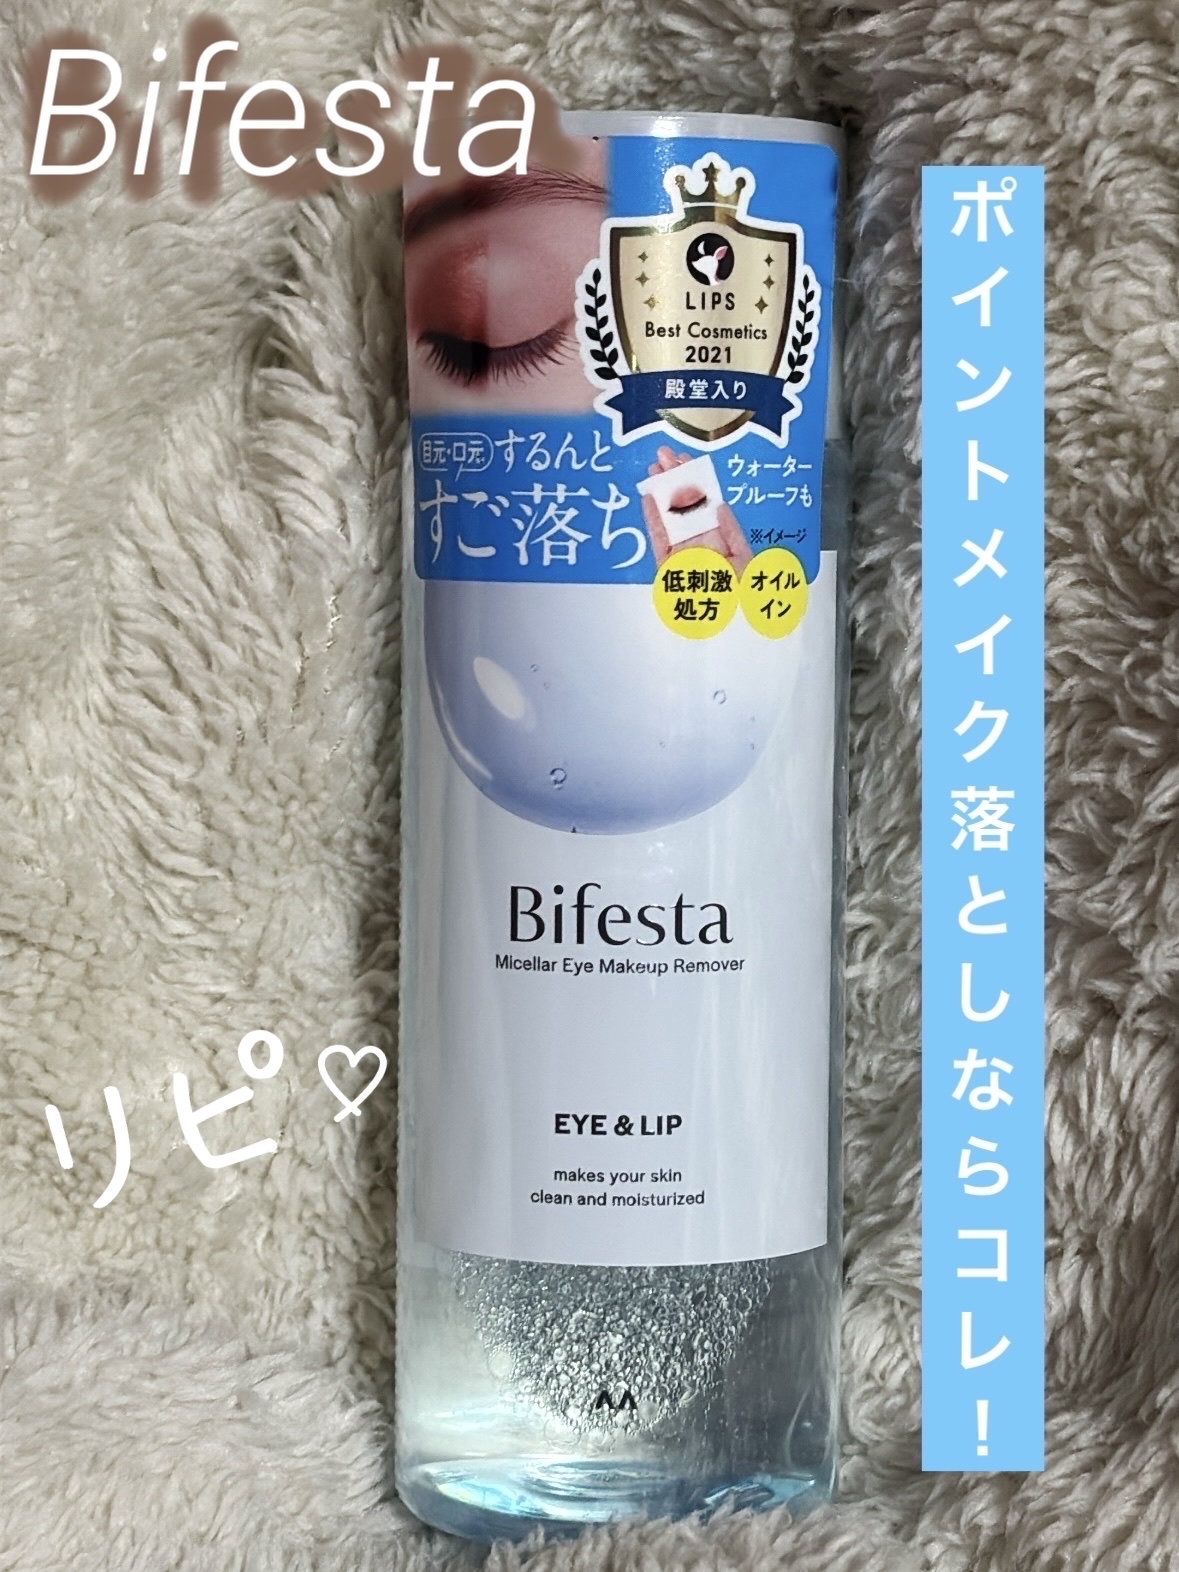 Bifesta
LIPS
Best Cosmetics
2021
殿堂入り
目元・口元 するんと
すご落ち
ウォーター
プルーフも
※イメージ
低刺激
処方
オイル
イン
Bifesta
Micellar Eye Makeup Remover
EYE & LIP
makes your skin
clean and moisturized
リピ♡
ポイントメイク落としならコレ！